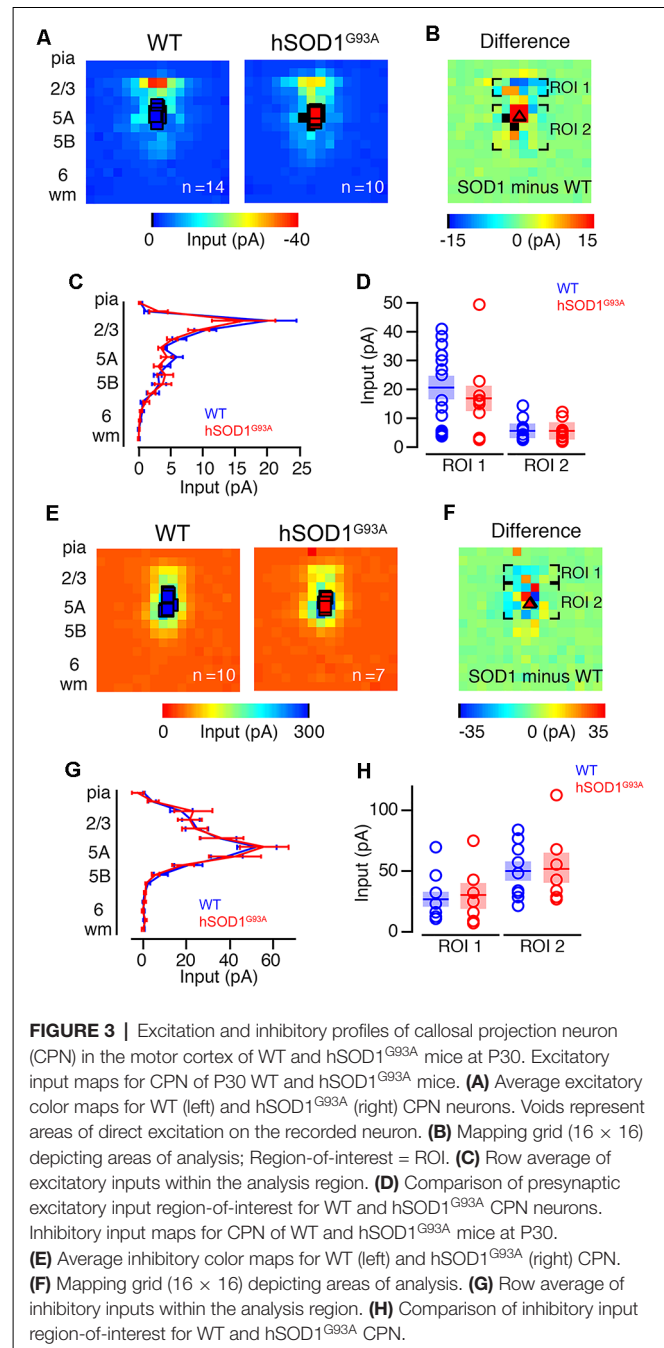 A
WT
hSOD1G93A
B
Difference
pia
2/3
5A
5B
6
wm
n=14
n=10
ROI 1
ROI 2
SOD1 minus WT
0
-40
Input (pA)
-15
0 (pA)
15
C
pia
2/3
5A
5B
6
wm
WT
hSOD1G93A
0
5
10
15
20
25
Input (pA)
D
WT
hSOD1G93A
50
40
30
20
10
0
Input (pA)
ROI 1
ROI 2
E
WT
hSOD1G93A
F
Difference
pia
2/3
5A
5B
6
wm
n=10
n=7
ROI 1
ROI 2
SOD1 minus WT
0
Input (pA)
300
-35
0 (pA)
35
G
pia
2/3
5A
5B
6
wm
WT
hSOD1G93A
0
20
40
60
Input (pA)
H
WT
hSOD1G93A
100
50
0
Input (pA)
ROI 1
ROI 2
FIGURE 3 | Excitation and inhibitory profiles of callosal projection neuron
(CPN) in the motor cortex of WT and hSOD1G93A mice at P30. Excitatory
input maps for CPN of P30 WT and hSOD1G93A mice. (A) Average excitatory
color maps for WT (left) and hSOD1G93A (right) CPN neurons. Voids represent
areas of direct excitation on the recorded neuron. (B) Mapping grid (16 × 16)
depicting areas of analysis; Region-of-interest = ROI. (C) Row average of
excitatory inputs within the analysis region. (D) Comparison of presynaptic
excitatory input region-of-interest for WT and hSOD1G93A CPN neurons.
Inhibitory input maps for CPN of WT and hSOD1G93A mice at P30.
(E) Average inhibitory color maps for WT (left) and hSOD1G93A (right) CPN.
(F) Mapping grid (16 × 16) depicting areas of analysis. (G) Row average of
inhibitory inputs within the analysis region. (H) Comparison of inhibitory input
region-of-interest for WT and hSOD1G93A CPN.